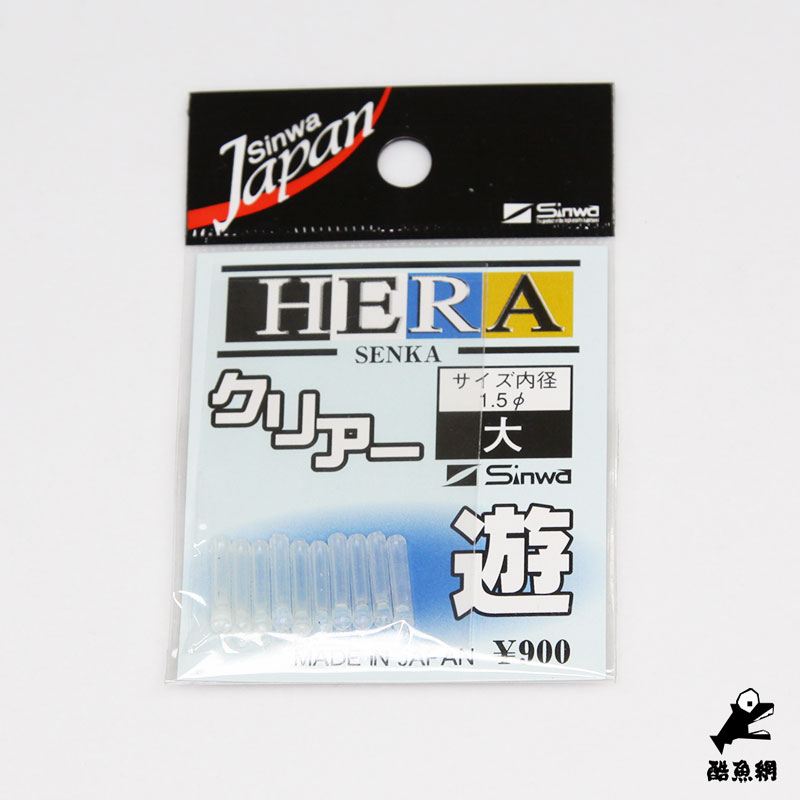 Sinwa
Japan
Sinwa
HERA
SENKA
クリアー
サイズ内径
1.5φ
大
Sinwa
遊
MADE IN JAPAN ¥900
酷魚網